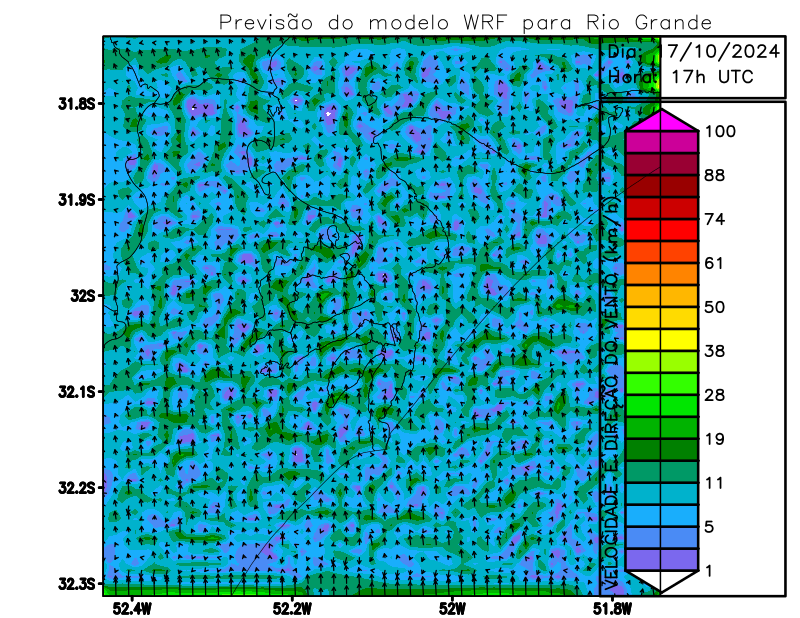 Previsão do modelo WRF para Rio Grande
Dia: 7/10/2024
Hora: 17h UTC
31.8S
31.9S
32S
32.1S
32.2S
32.3S
52.4W
52.2W
52W
51.8W
VELOCIDADE E DIREÇÃO DO VENTO (km/h)
100
88
74
61
50
38
28
19
11
5
1